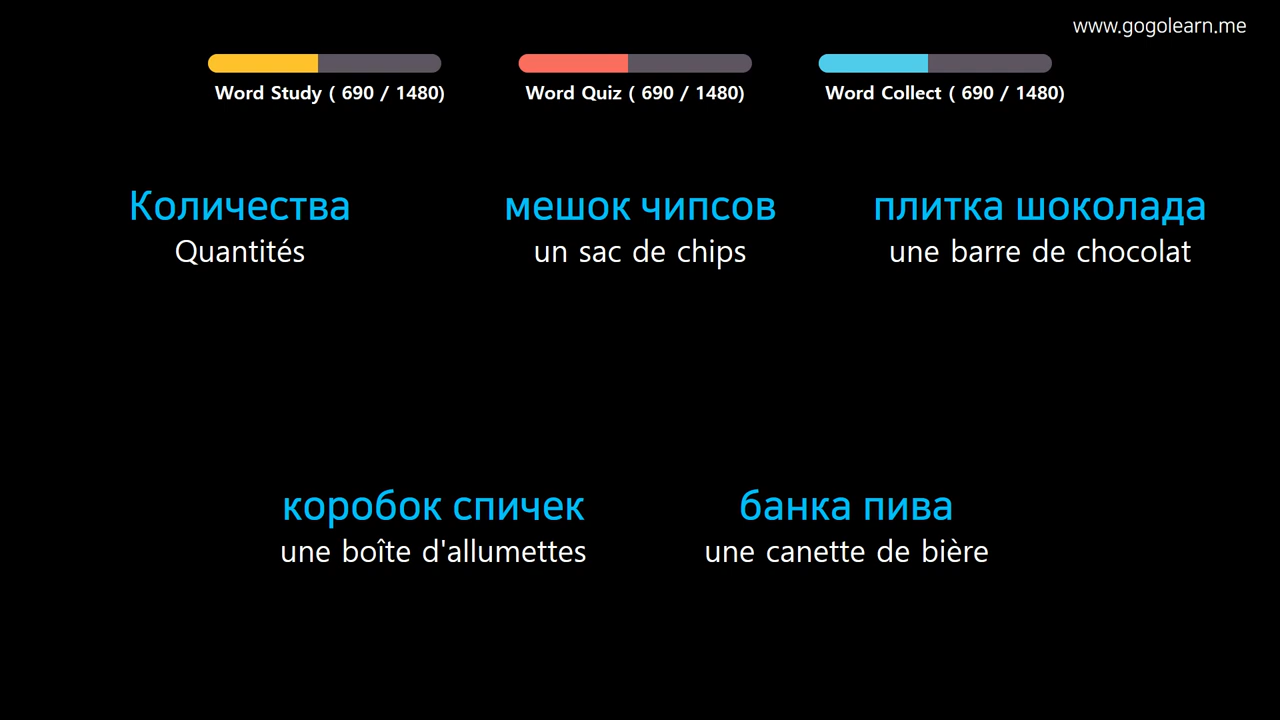 www.gogolearn.me
Word Study ( 690 / 1480)
Word Quiz ( 690 / 1480)
Word Collect ( 690 / 1480)
Количества
Quantités
мешок чипсов
un sac de chips
плитка шоколада
une barre de chocolat
коробок спичек
une boîte d'allumettes
банка пива
une canette de bière